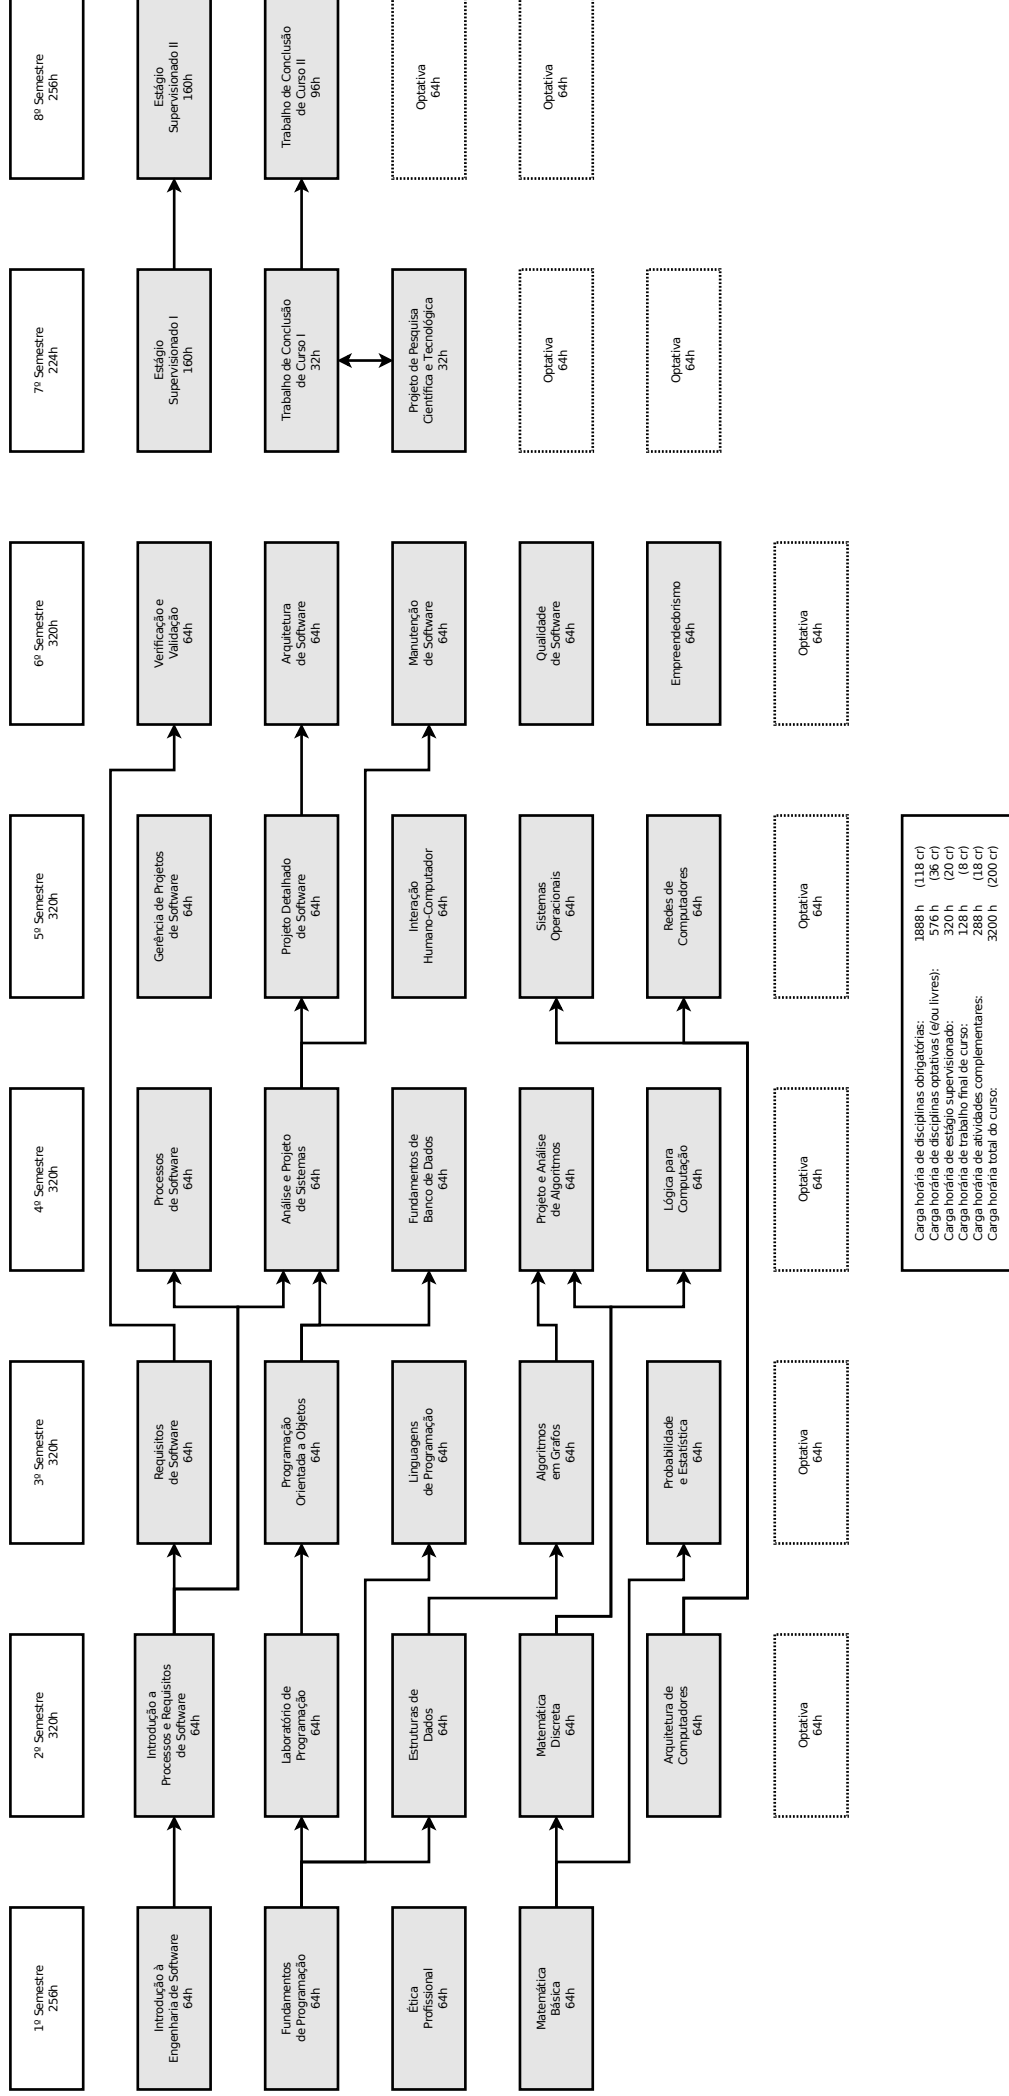 1º Semestre
256h
Introdução à
Engenharia de Software
64h
Fundamentos
de Programação
64h
Ética
Profissional
64h
Matemática
Básica
64h
2º Semestre
320h
Introdução a
Processos e Requisitos
de Software
64h
Laboratório de
Programação
64h
Estruturas de
Dados
64h
Matemática
Discreta
64h
Arquitetura de
Computadores
64h
Optativa
64h
3º Semestre
320h
Requisitos
de Software
64h
Programação
Orientada a Objetos
64h
Linguagens
de Programação
64h
Algoritmos
em Grafos
64h
Probabilidade
e Estatística
64h
Optativa
64h
4º Semestre
320h
Processos
de Software
64h
Análise e Projeto
de Sistemas
64h
Fundamentos de
Banco de Dados
64h
Projeto e Análise
de Algoritmos
64h
Lógica para
Computação
64h
Optativa
64h
5º Semestre
320h
Gerência de Projetos
de Software
64h
Projeto Detalhado
de Software
64h
Interação
Humano-Computador
64h
Sistemas
Operacionais
64h
Redes de
Computadores
64h
Optativa
64h
6º Semestre
320h
Verificação e
Validação
64h
Arquitetura
de Software
64h
Manutenção
de Software
64h
Qualidade
de Software
64h
Empreendedorismo
64h
Optativa
64h
7º Semestre
224h
Estágio
Supervisionado I
160h
Trabalho de Conclusão
de Curso I
32h
Projeto de Pesquisa
Científica e Tecnológica
32h
Optativa
64h
Optativa
64h
8º Semestre
256h
Estágio
Supervisionado II
160h
Trabalho de Conclusão
de Curso II
96h
Optativa
64h
Optativa
64h
Carga horária de disciplinas obrigatórias: 1888 h (118 cr)
Carga horária de disciplinas optativas (e/ou livres): 576 h (36 cr)
Carga horária de estágio supervisionado: 320 h (20 cr)
Carga horária de trabalho final de curso: 128 h (8 cr)
Carga horária de atividades complementares: 288 h (18 cr)
Carga horária total do curso: 3200 h (200 cr)